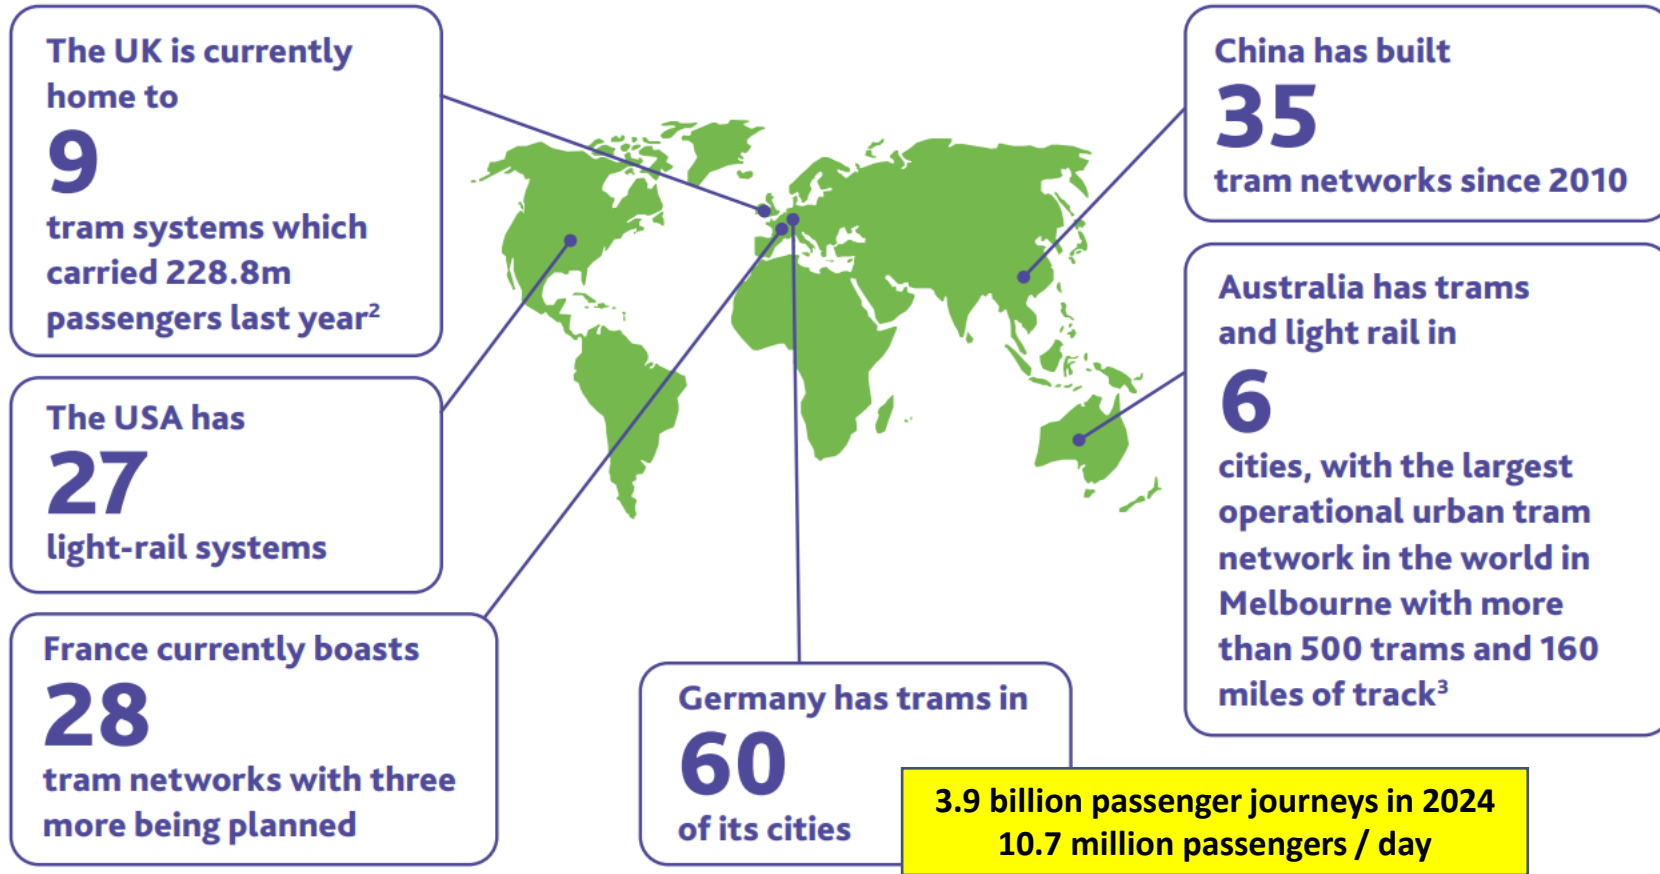 The UK is currently
home to
9
tram systems which
carried 228.8m
passengers last year²
The USA has
27
light-rail systems
France currently boasts
28
tram networks with three
more being planned
Germany has trams in
60
of its cities
3.9 billion passenger journeys in 2024
10.7 million passengers / day
China has built
35
tram networks since 2010
Australia has trams
and light rail in
6
cities, with the largest
operational urban tram
network in the world in
Melbourne with more
than 500 trams and 160
miles of track³